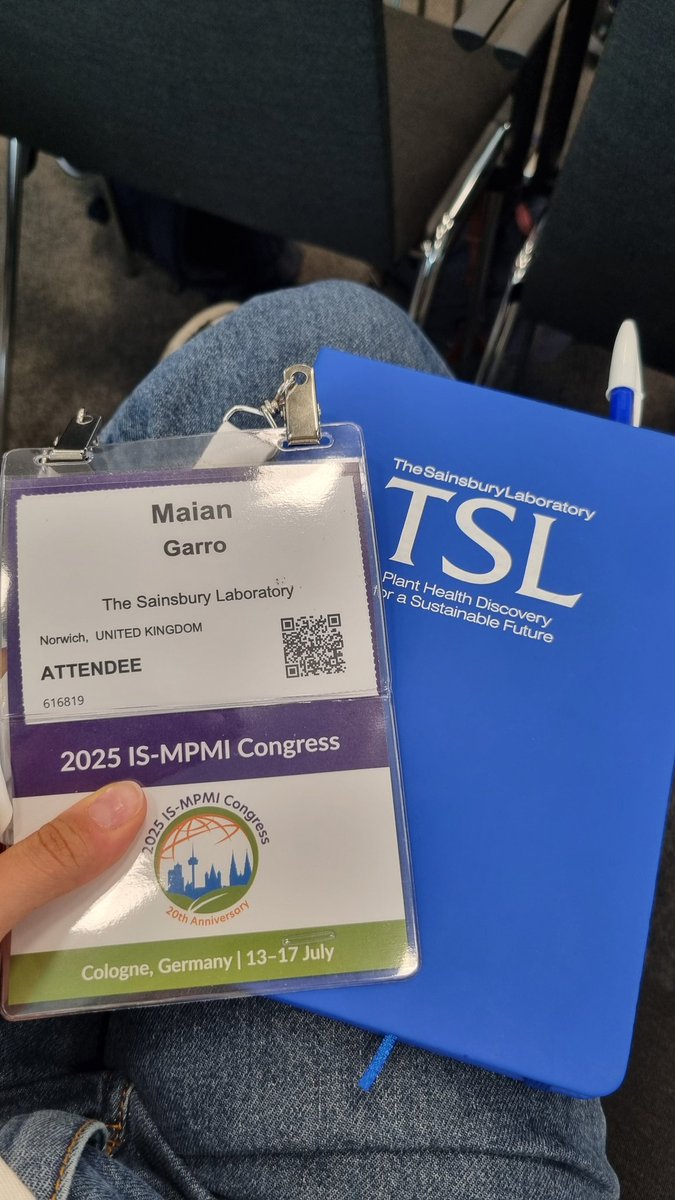 Maian
Garro
The Sainsbury Laboratory
Norwich, UNITED KINGDOM
ATTENDEE
616819
2025 IS-MPMI Congress
2025 IS-MPMI Congress
20th Anniversary
Cologne, Germany | 13–17 July
The Sainsbury Laboratory
TSL
Plant Health Discovery
for a Sustainable Future